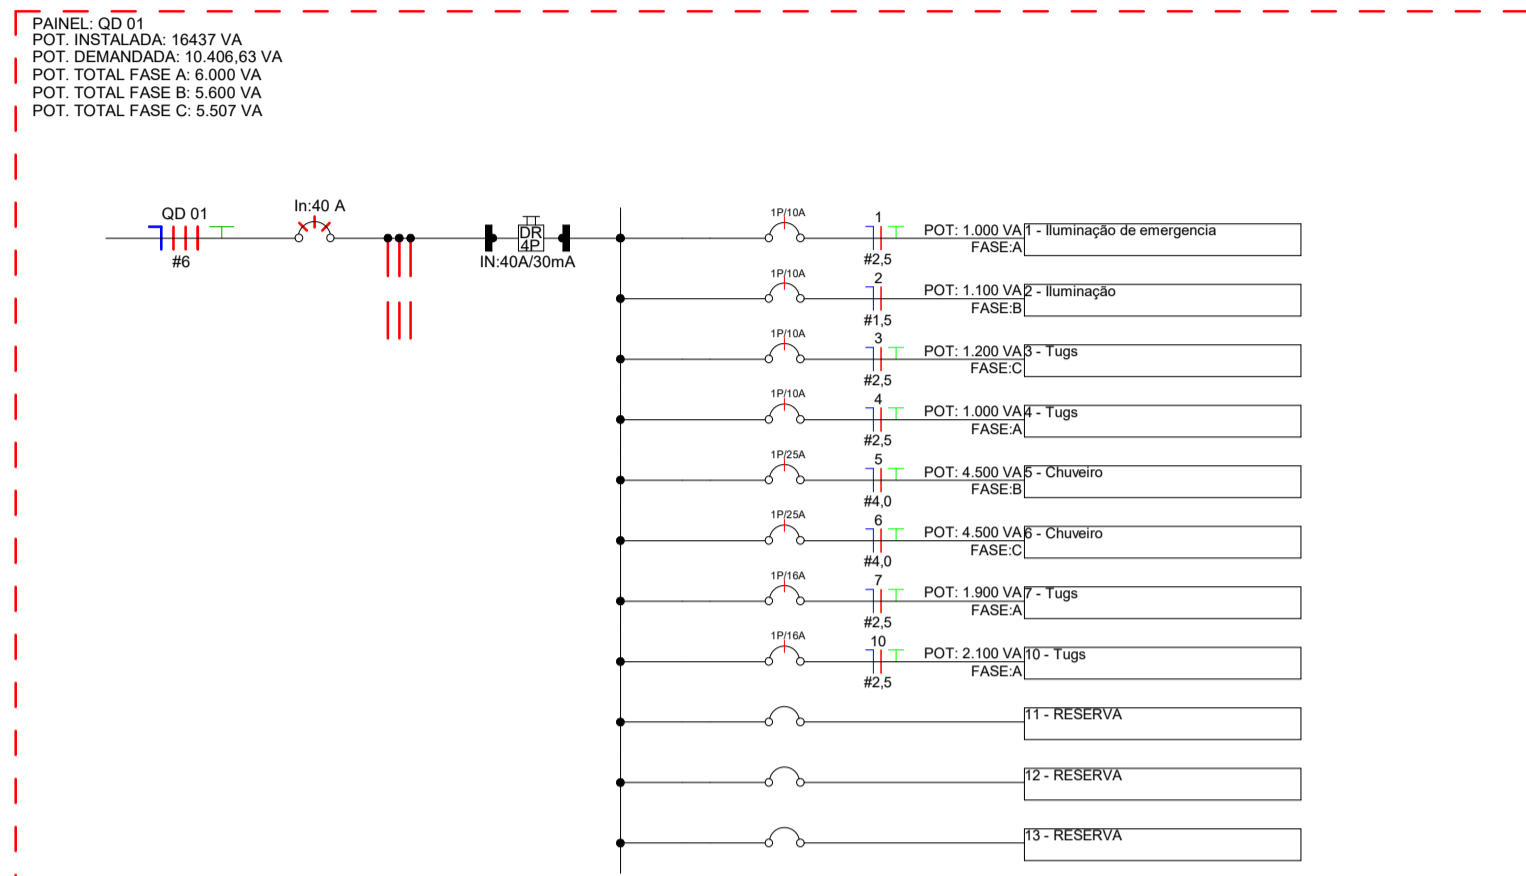 PAINEL: QD 01
POT. INSTALADA: 16437 VA
POT. DEMANDADA: 10.406,63 VA
POT. TOTAL FASE A: 6.000 VA
POT. TOTAL FASE B: 5.600 VA
POT. TOTAL FASE C: 5.507 VA
QD 01
#6
In:40 A
DR
4P
IN:40A/30mA
1P/10A
1
#2,5
POT: 1.000 VA
FASE:A
1 - Iluminação de emergencia
1P/10A
2
#1,5
POT: 1.100 VA
FASE:B
2 - Iluminação
1P/10A
3
#2,5
POT: 1.200 VA
FASE:C
3 - Tugs
1P/10A
4
#2,5
POT: 1.000 VA
FASE:A
4 - Tugs
1P/25A
5
#4,0
POT: 4.500 VA
FASE:B
5 - Chuveiro
1P/25A
6
#4,0
POT: 4.500 VA
FASE:C
6 - Chuveiro
1P/16A
7
#2,5
POT: 1.900 VA
FASE:A
7 - Tugs
1P/16A
10
#2,5
POT: 2.100 VA
FASE:A
10 - Tugs
11 - RESERVA
12 - RESERVA
13 - RESERVA